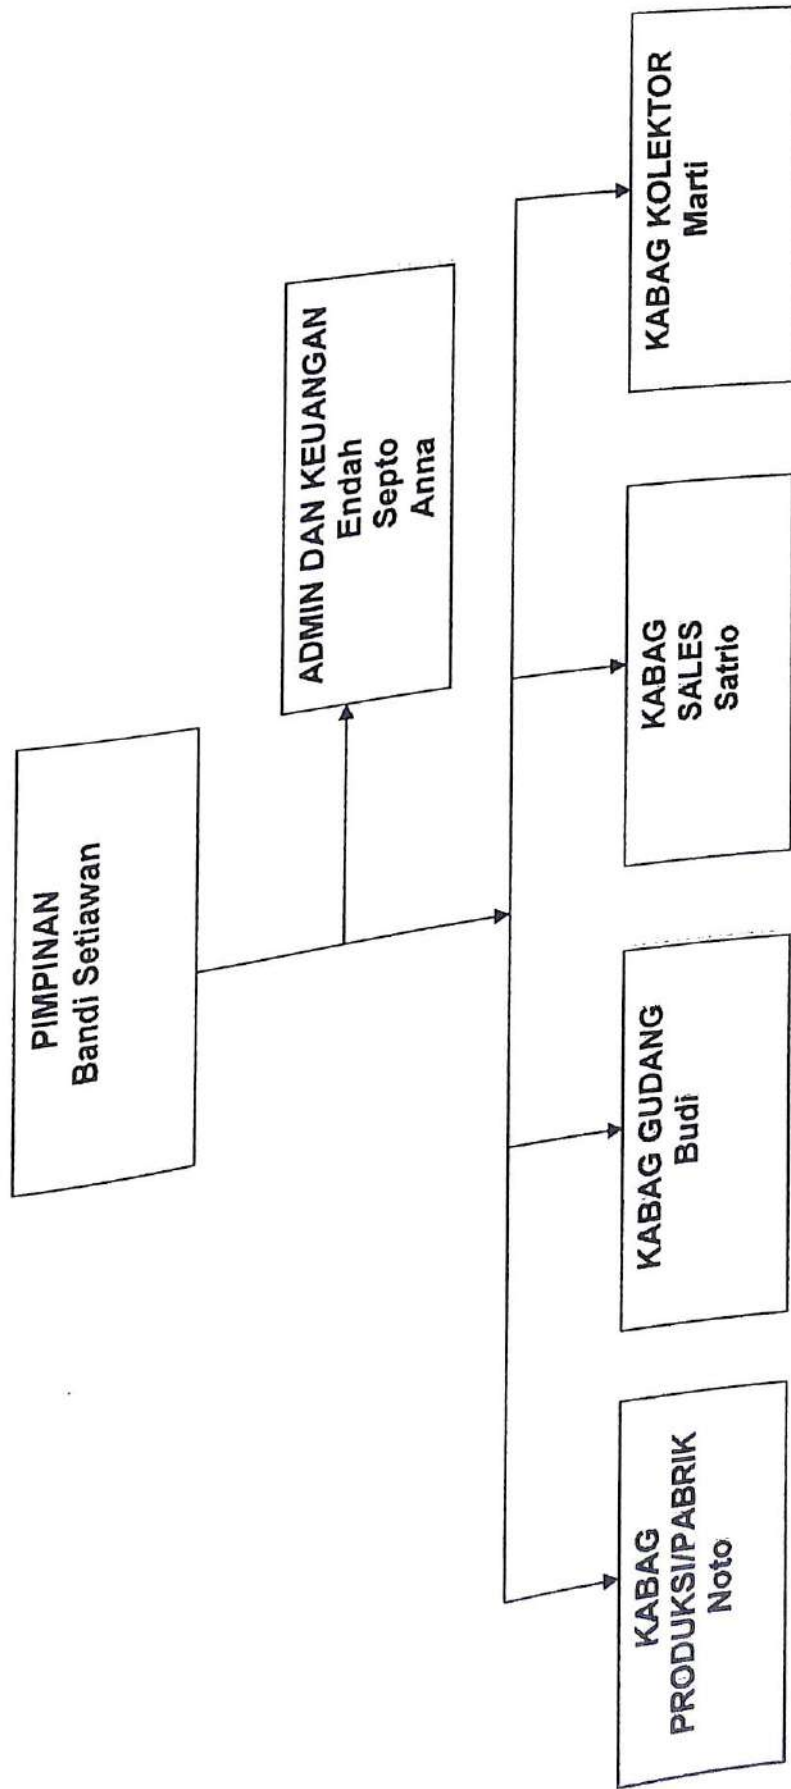 PIMPINAN
Bandi Setiawan
ADMIN DAN KEUANGAN
Endah
Septo
Anna
KABAG
PRODUKSI/PABRIK
Noto
KABAG GUDANG
Budi
KABAG
SALES
Satrio
KABAG KOLEKTOR
Marti